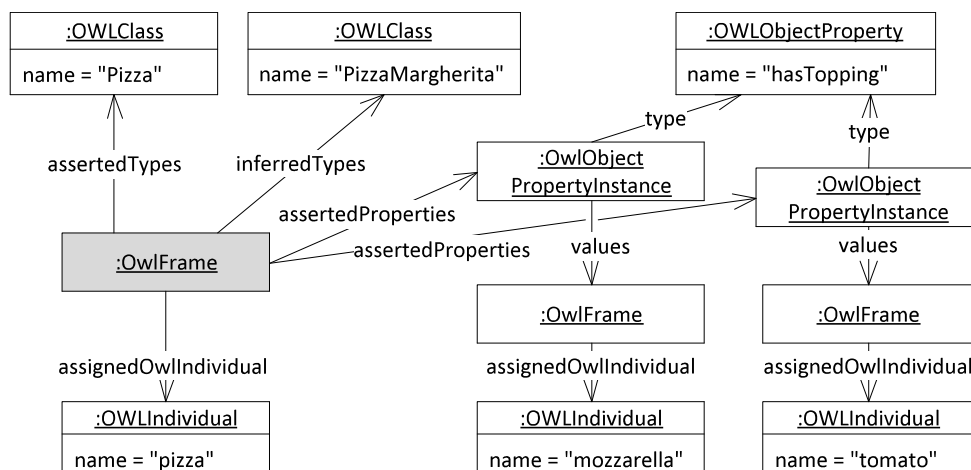 :OWLClass
name = "Pizza"
:OWLClass
name = "PizzaMargherita"
:OWLObjectProperty
name = "hasTopping"
type
type
assertedTypes
inferredTypes
:OwlObject
PropertyInstance
:OwlObject
PropertyInstance
assertedProperties
assertedProperties
values
values
:OwlFrame
:OwlFrame
:OwlFrame
assignedOwlIndividual
assignedOwlIndividual
assignedOwlIndividual
:OWLIndividual
name = "pizza"
:OWLIndividual
name = "mozzarella"
:OWLIndividual
name = "tomato"